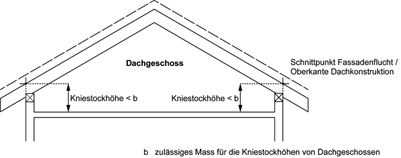 Dachgeschoss
Schnittpunkt Fassadenflucht /
Oberkante Dachkonstruktion
Kniestockhöhe < b
Kniestockhöhe < b
b zulässiges Mass für die Kniestockhöhen von Dachgeschossen